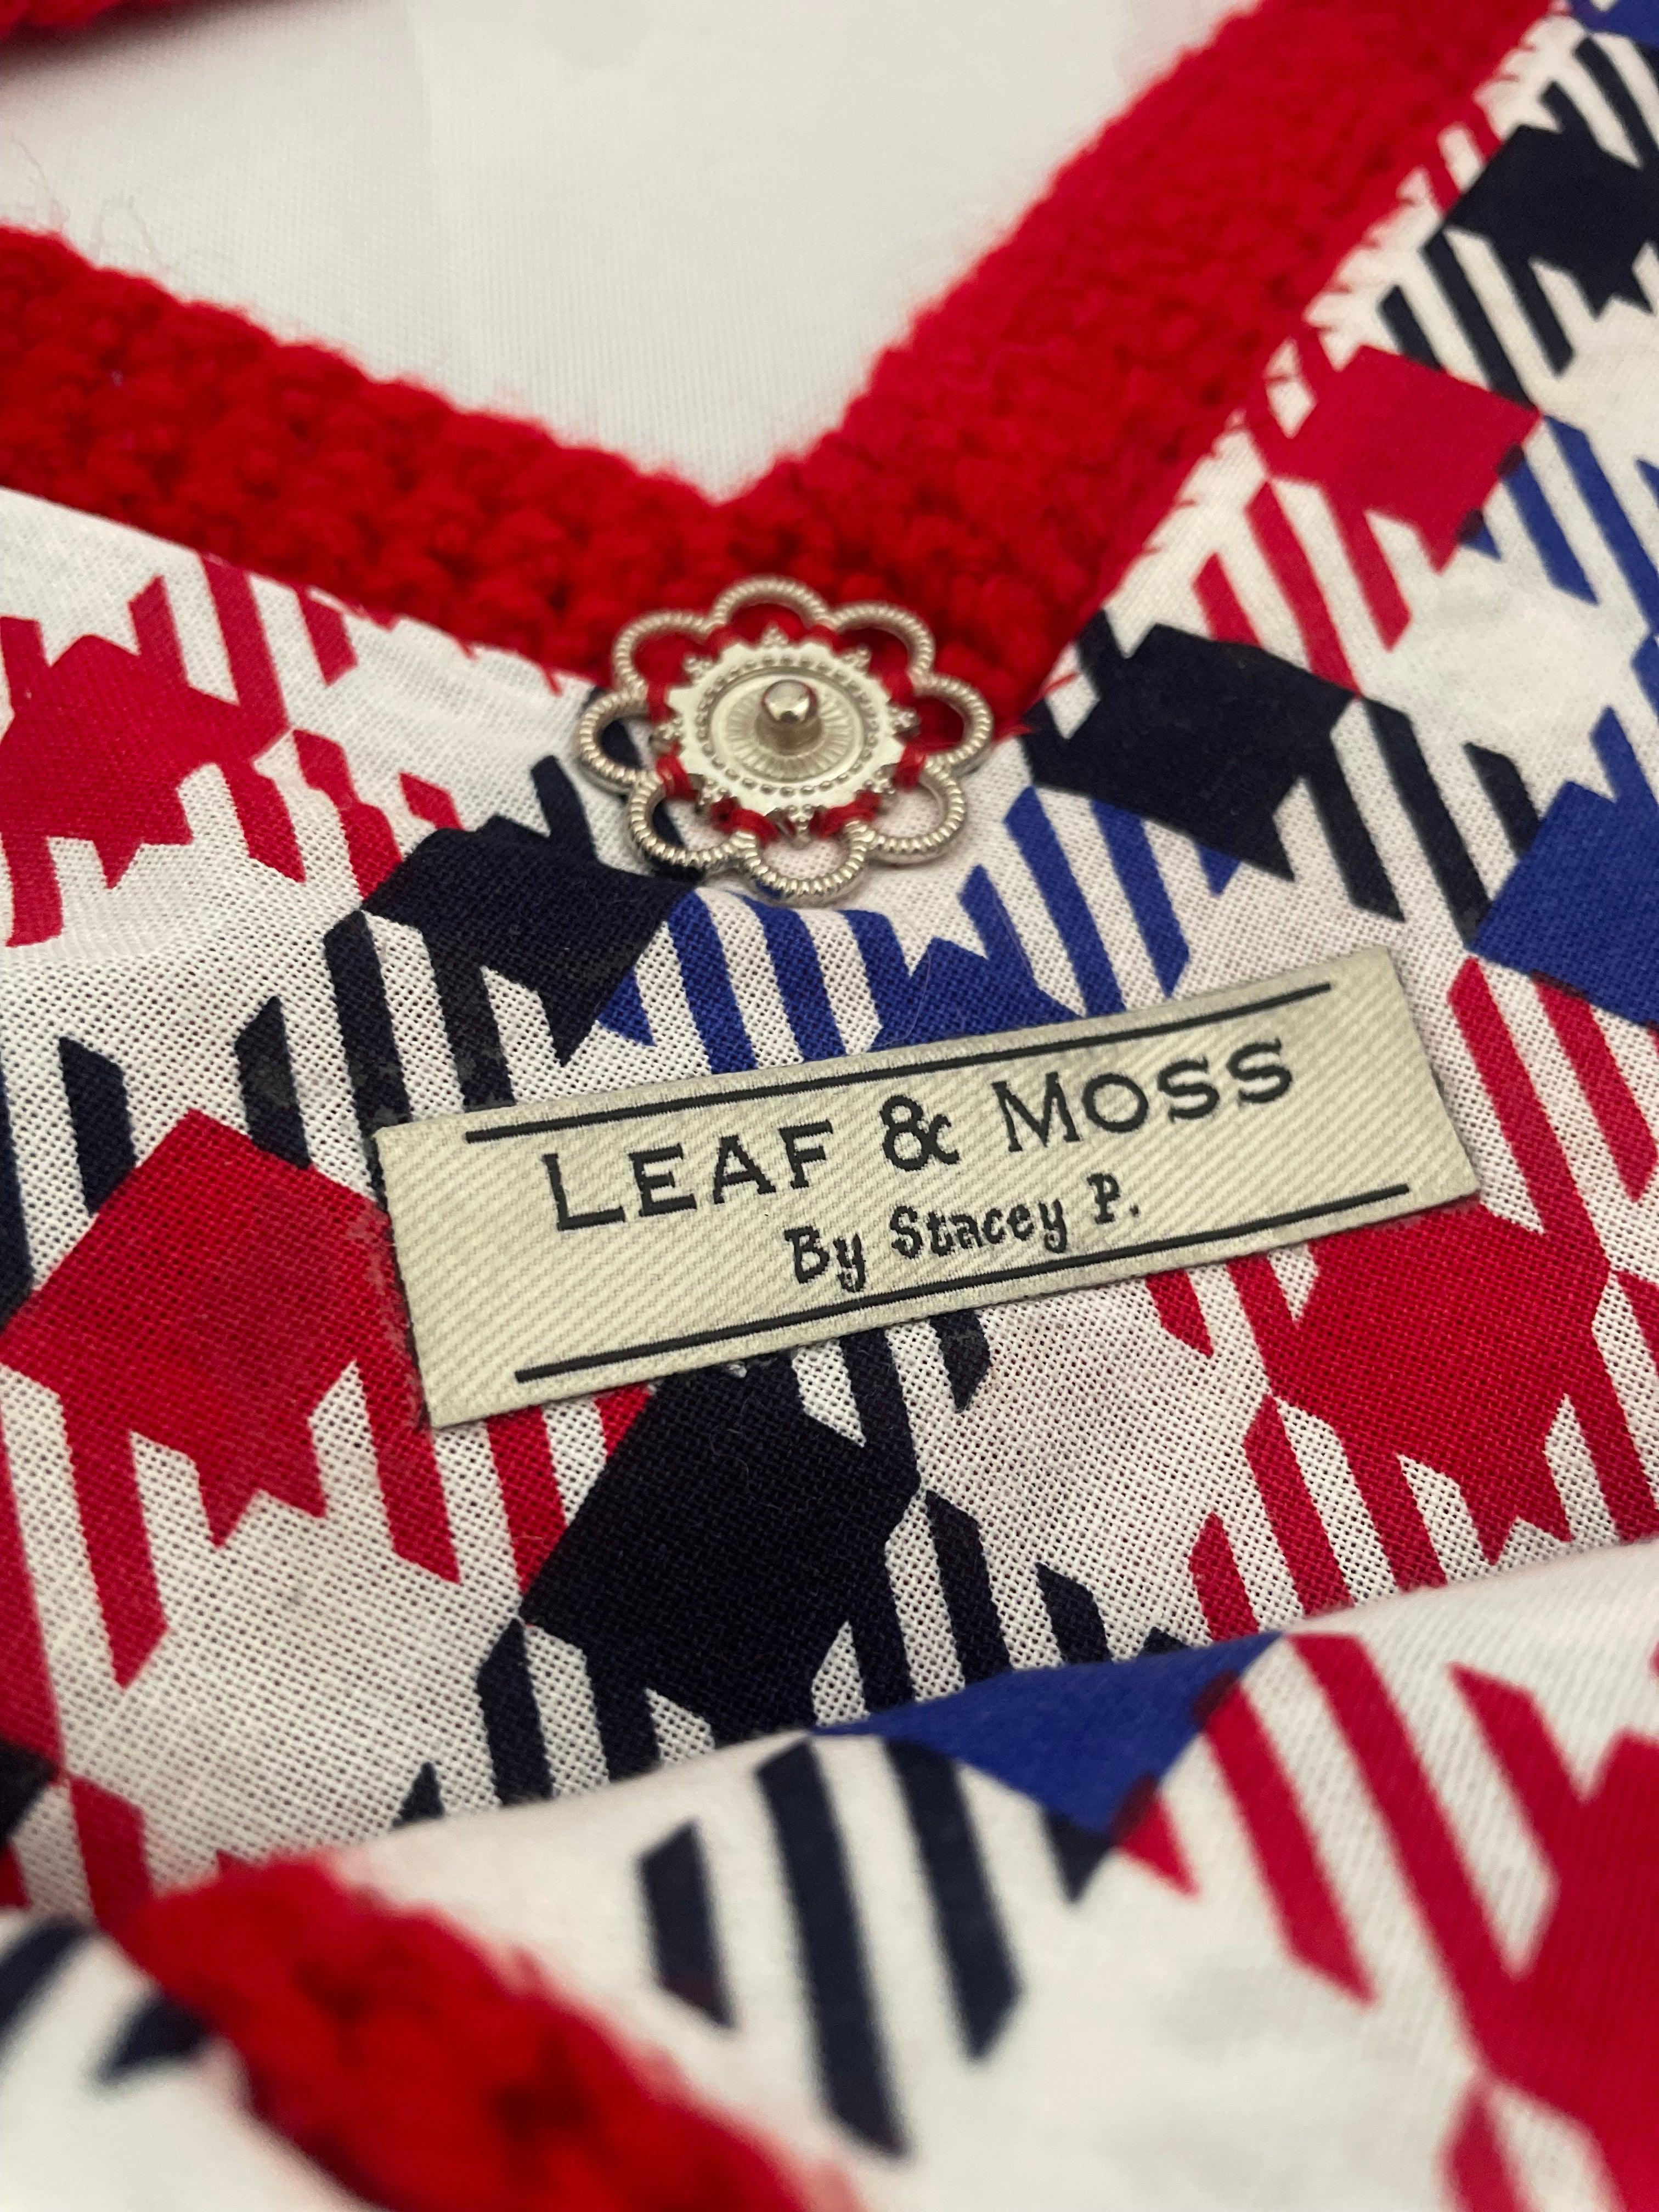 LEAF & MOSS
By Stacey P.